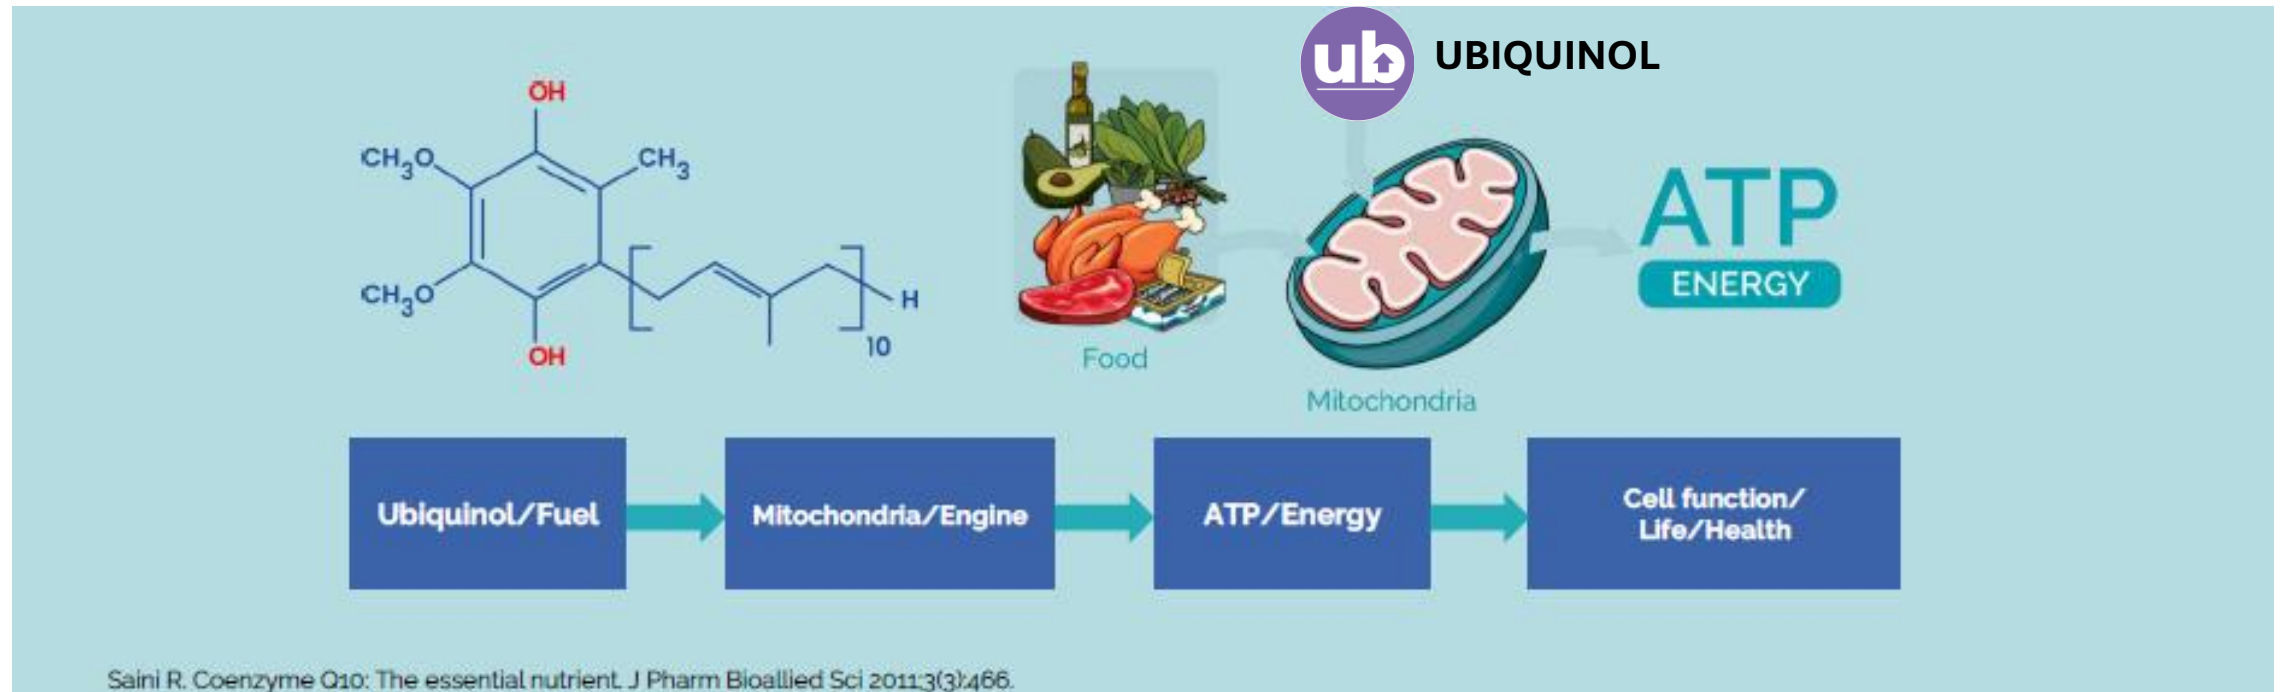 ub UBIQUINOL
OH
CH₃O
CH₃
CH₃O
OH
H
10
Food
Mitochondria
ATP
ENERGY
Ubiquinol/Fuel
Mitochondria/Engine
ATP/Energy
Cell function/
Life/Health
Saini R. Coenzyme Q10: The essential nutrient. J Pharm Bioallied Sci 2011;3(3):466.